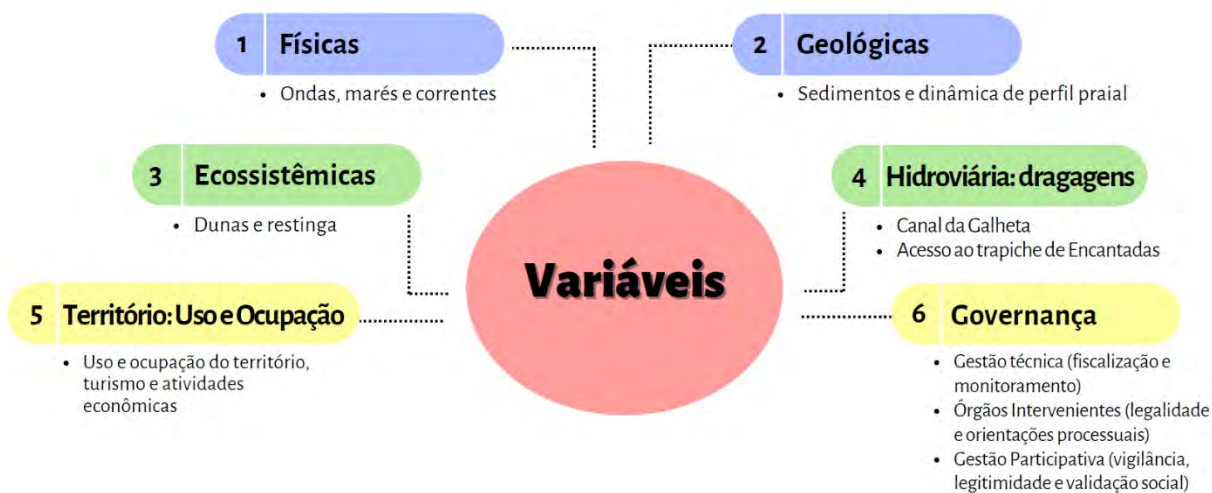 1 Físicas
• Ondas, marés e correntes
2 Geológicas
• Sedimentos e dinâmica de perfil praial
3 Ecossistêmicas
• Dunas e restinga
4 Hidroviária: dragagens
• Canal da Galheta
• Acesso ao trapiche de Encantadas
Variáveis
5 Território: Uso e Ocupação
• Uso e ocupação do território,
turismo e atividades
econômicas
6 Governança
• Gestão técnica (fiscalização e
monitoramento)
• Órgãos Intervenientes (legalidade
e orientações processuais)
• Gestão Participativa (vigilância,
legitimidade e validação social)